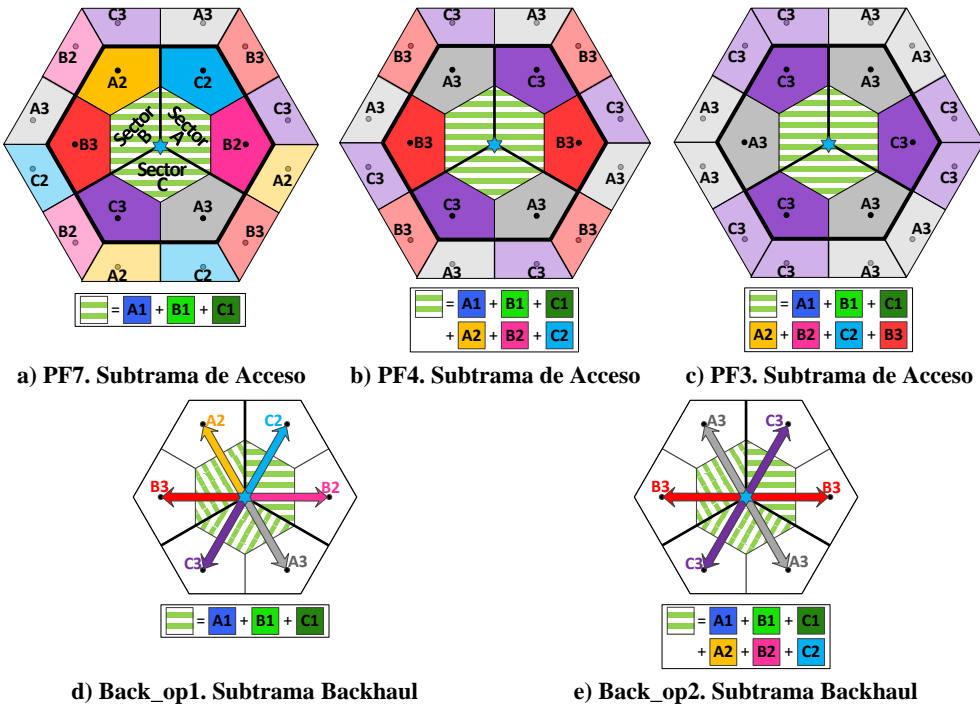 C3 A3
B2 B3
A2 C2
A3 C3
Sector B
Sector A
B3 B2
Sector C
C2 A2
C3 A3
B2 B3
A2 C2
= A1 + B1 + C1
a) PF7. Subtrama de Acceso
C3 A3
B3 B3
A3 C3
A3 C3
B3 B3
C3 A3
C3 A3
B3 B3
A3 C3
= A1 + B1 + C1
+ A2 + B2 + C2
b) PF4. Subtrama de Acceso
C3 A3
C3 A3
C3 A3
A3 C3
A3 C3
A3 C3
C3 A3
C3 A3
C3 C3
= A1 + B1 + C1
A2 + B2 + C2 + B3
c) PF3. Subtrama de Acceso
A2 C2
B3 B2
C3 A3
= A1 + B1 + C1
d) Back_op1. Subtrama Backhaul
A3 C3
B3 B3
C3 A3
= A1 + B1 + C1
+ A2 + B2 + C2
e) Back_op2. Subtrama Backhaul